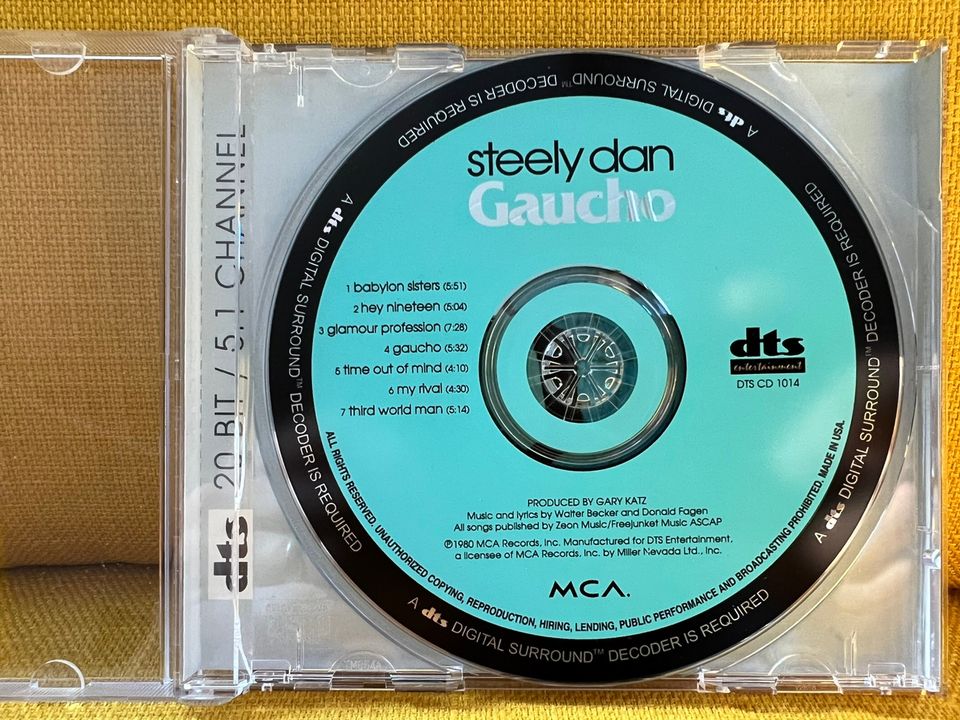 20 BIT / 5.1 CHANNEL
dts
steely dan
Gaucho
1 babylon sisters (5:51)
2 hey nineteen (5:04)
3 glamour profession (7:28)
4 gaucho (5:32)
5 time out of mind (4:10)
6 my rival (4:30)
7 third world man (5:14)
dts
entertainment
DTS CD 1014
PRODUCED BY GARY KATZ
Music and lyrics by Walter Becker and Donald Fagen
All songs published by Zeon Music/Freejunket Music ASCAP
℗1980 MCA Records, Inc. Manufactured for DTS Entertainment,
a licensee of MCA Records, Inc. by Miller Nevada Ltd., Inc.
MCA.
ALL RIGHTS RESERVED. UNAUTHORIZED COPYING, REPRODUCTION, HIRING, LENDING, PUBLIC PERFORMANCE AND BROADCASTING PROHIBITED. MADE IN USA.
A dts DIGITAL SURROUND™ DECODER IS REQUIRED
A dts DIGITAL SURROUND™ DECODER IS REQUIRED
A dts DIGITAL SURROUND™ DECODER IS REQUIRED
A dts DIGITAL SURROUND™ DECODER IS REQUIRED